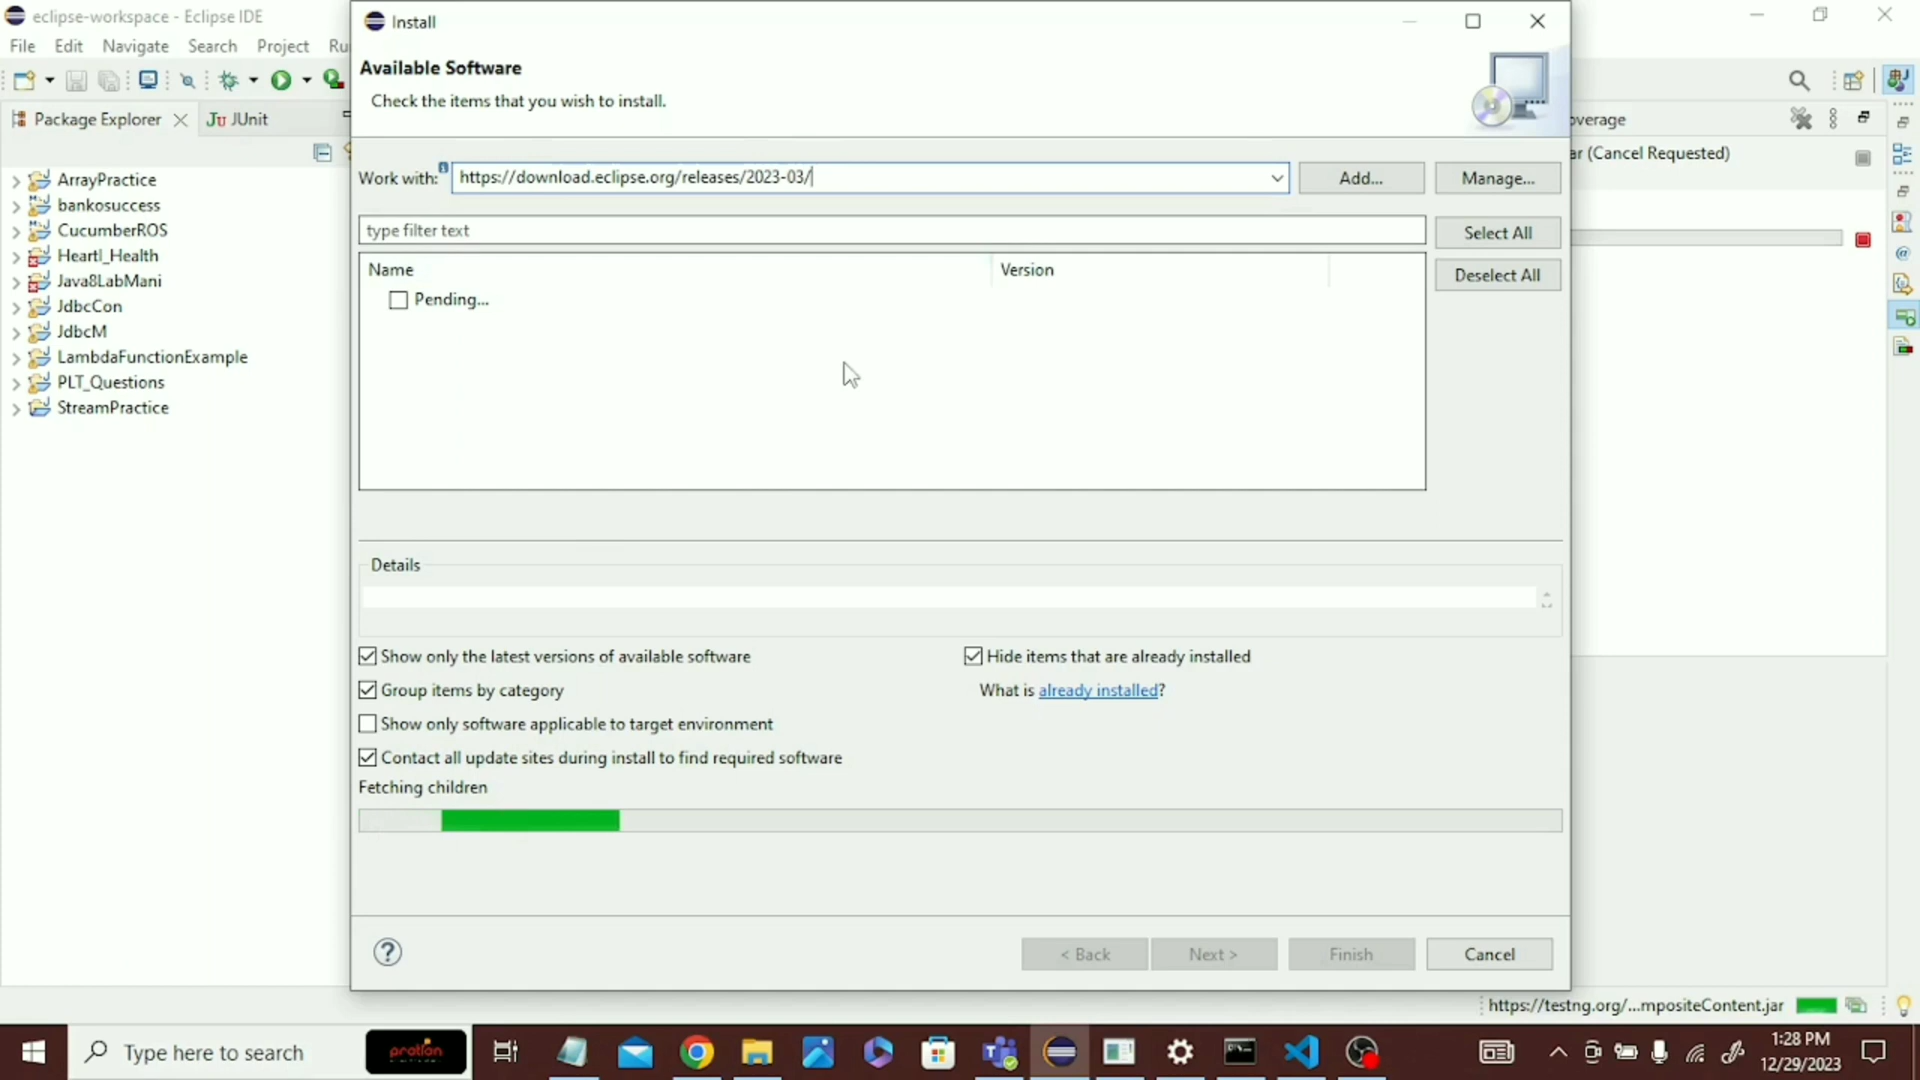 eclipse-workspace - Eclipse IDE
File Edit Navigate Search Project Ru
Install
Available Software
Check the items that you wish to install.
Package Explorer
Ju JUnit
overage
ar (Cancel Requested)
Work with: https://download.eclipse.org/releases/2023-03/
Add...
Manage...
type filter text
Select All
Deselect All
Name
Version
Pending...
ArrayPractice
bankosuccess
CucumberROS
Heartl_Health
Java8LabMani
JdbcCon
JdbcM
LambdaFunctionExample
PLT_Questions
StreamPractice
Details
Show only the latest versions of available software
Hide items that are already installed
Group items by category
What is already installed?
Show only software applicable to target environment
Contact all update sites during install to find required software
Fetching children
< Back
Next >
Finish
Cancel
https://testng.org/...mpositeContent.jar
Type here to search
1:28 PM
12/29/2023